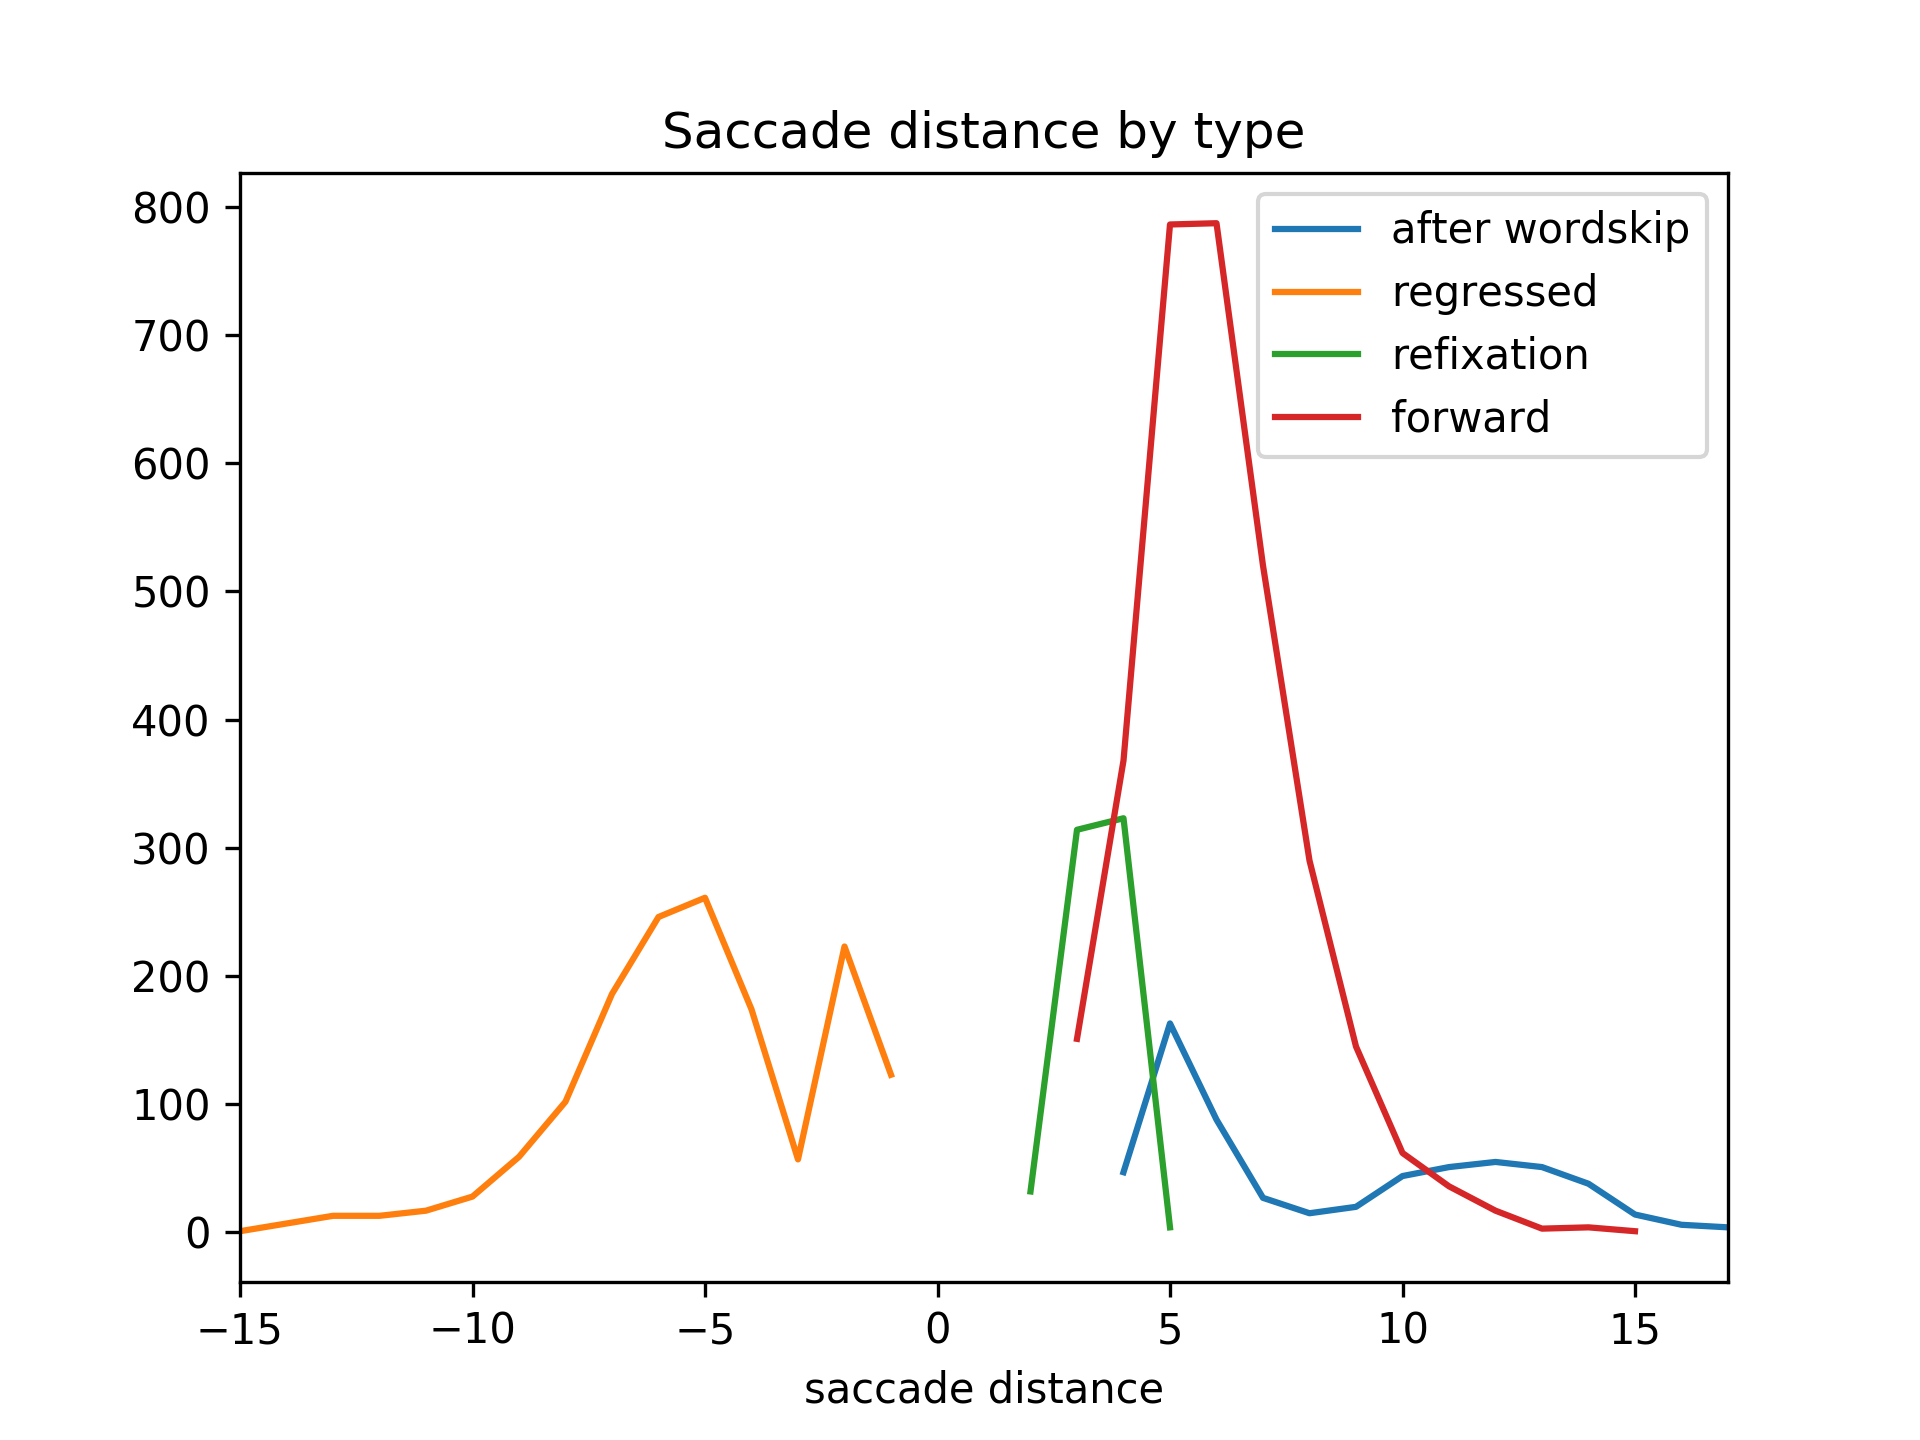 Saccade distance by type
800
700
600
500
400
300
200
100
0
after wordskip
regressed
refixation
forward
−15 −10 −5 0 5 10 15
saccade distance